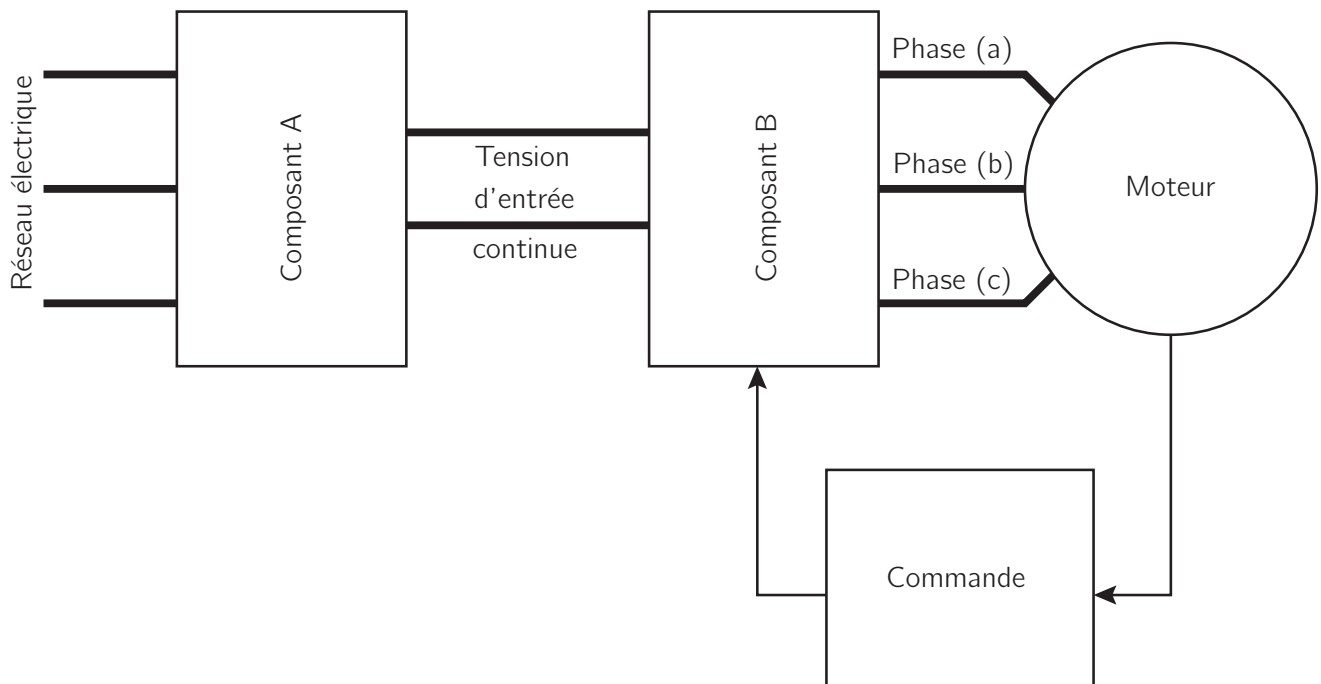 Réseau électrique
Composant A
Tension
d'entrée
continue
Composant B
Phase (a)
Phase (b)
Phase (c)
Moteur
Commande